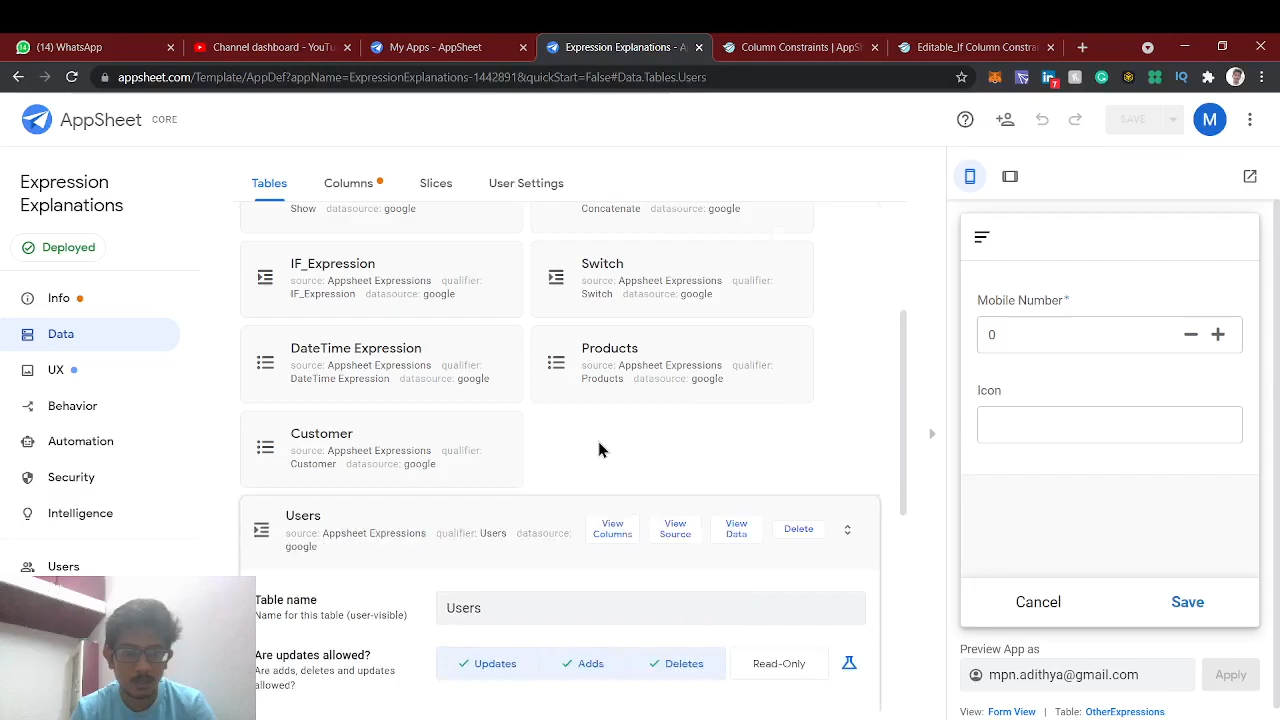 (14) WhatsApp
Channel dashboard - YouTu
My Apps - AppSheet
Expression Explanations - A
Column Constraints | AppSh
Editable_If Column Constra
appsheet.com/Template/AppDef?appName=ExpressionExplanations-1442891&quickStart=False#Data.Tables.Users
7
IQ
AppSheet CORE
SAVE
M
Expression
Explanations
Deployed
Info
Data
UX
Behavior
Automation
Security
Intelligence
Users
Tables
Columns
Slices
User Settings
Show datasource: google
Concatenate datasource: google
IF_Expression
source: Appsheet Expressions qualifier:
IF_Expression datasource: google
Switch
source: Appsheet Expressions qualifier:
Switch datasource: google
DateTime Expression
source: Appsheet Expressions qualifier:
DateTime Expression datasource: google
Products
source: Appsheet Expressions qualifier:
Products datasource: google
Customer
source: Appsheet Expressions qualifier:
Customer datasource: google
Users
source: Appsheet Expressions qualifier: Users datasource:
google
View
Columns
View
Source
View
Data
Delete
Table name
Name for this table (user-visible)
Users
Are updates allowed?
Are adds, deletes and updates
allowed?
Updates
Adds
Deletes
Read-Only
Mobile Number*
0
Icon
Cancel
Save
Preview App as
mpn.adithya@gmail.com
Apply
View: Form View | Table: OtherExpressions